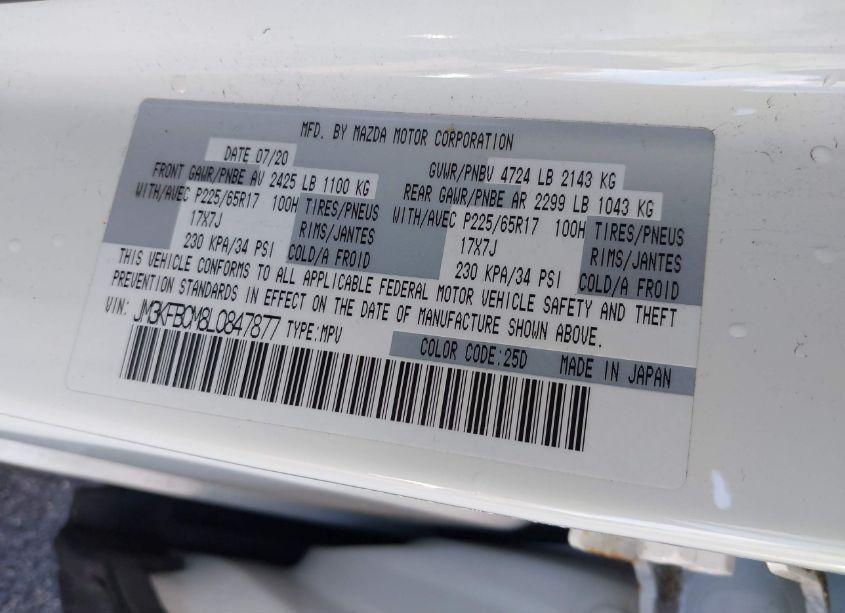 MFD. BY MAZDA MOTOR CORPORATION
DATE 07/20 GVWR/PNBV 4724 LB 2143 KG
FRONT GAWR/PNBE AV 2425 LB 1100 KG REAR GAWR/PNBE AR 2299 LB 1043 KG
WITH/AVEC P225/65R17 100H TIRES/PNEUS WITH/AVEC P225/65R17 100H TIRES/PNEUS
17X7J RIMS/JANTES 17X7J RIMS/JANTES
230 KPA/34 PSI COLD/A FROID 230 KPA/34 PSI COLD/A FROID
THIS VEHICLE CONFORMS TO ALL APPLICABLE FEDERAL MOTOR VEHICLE SAFETY AND THEFT
PREVENTION STANDARDS IN EFFECT ON THE DATE OF MANUFACTURE SHOWN ABOVE.
VIN: JM3KFBCM8L0847877 TYPE:MPV
COLOR CODE:25D MADE IN JAPAN